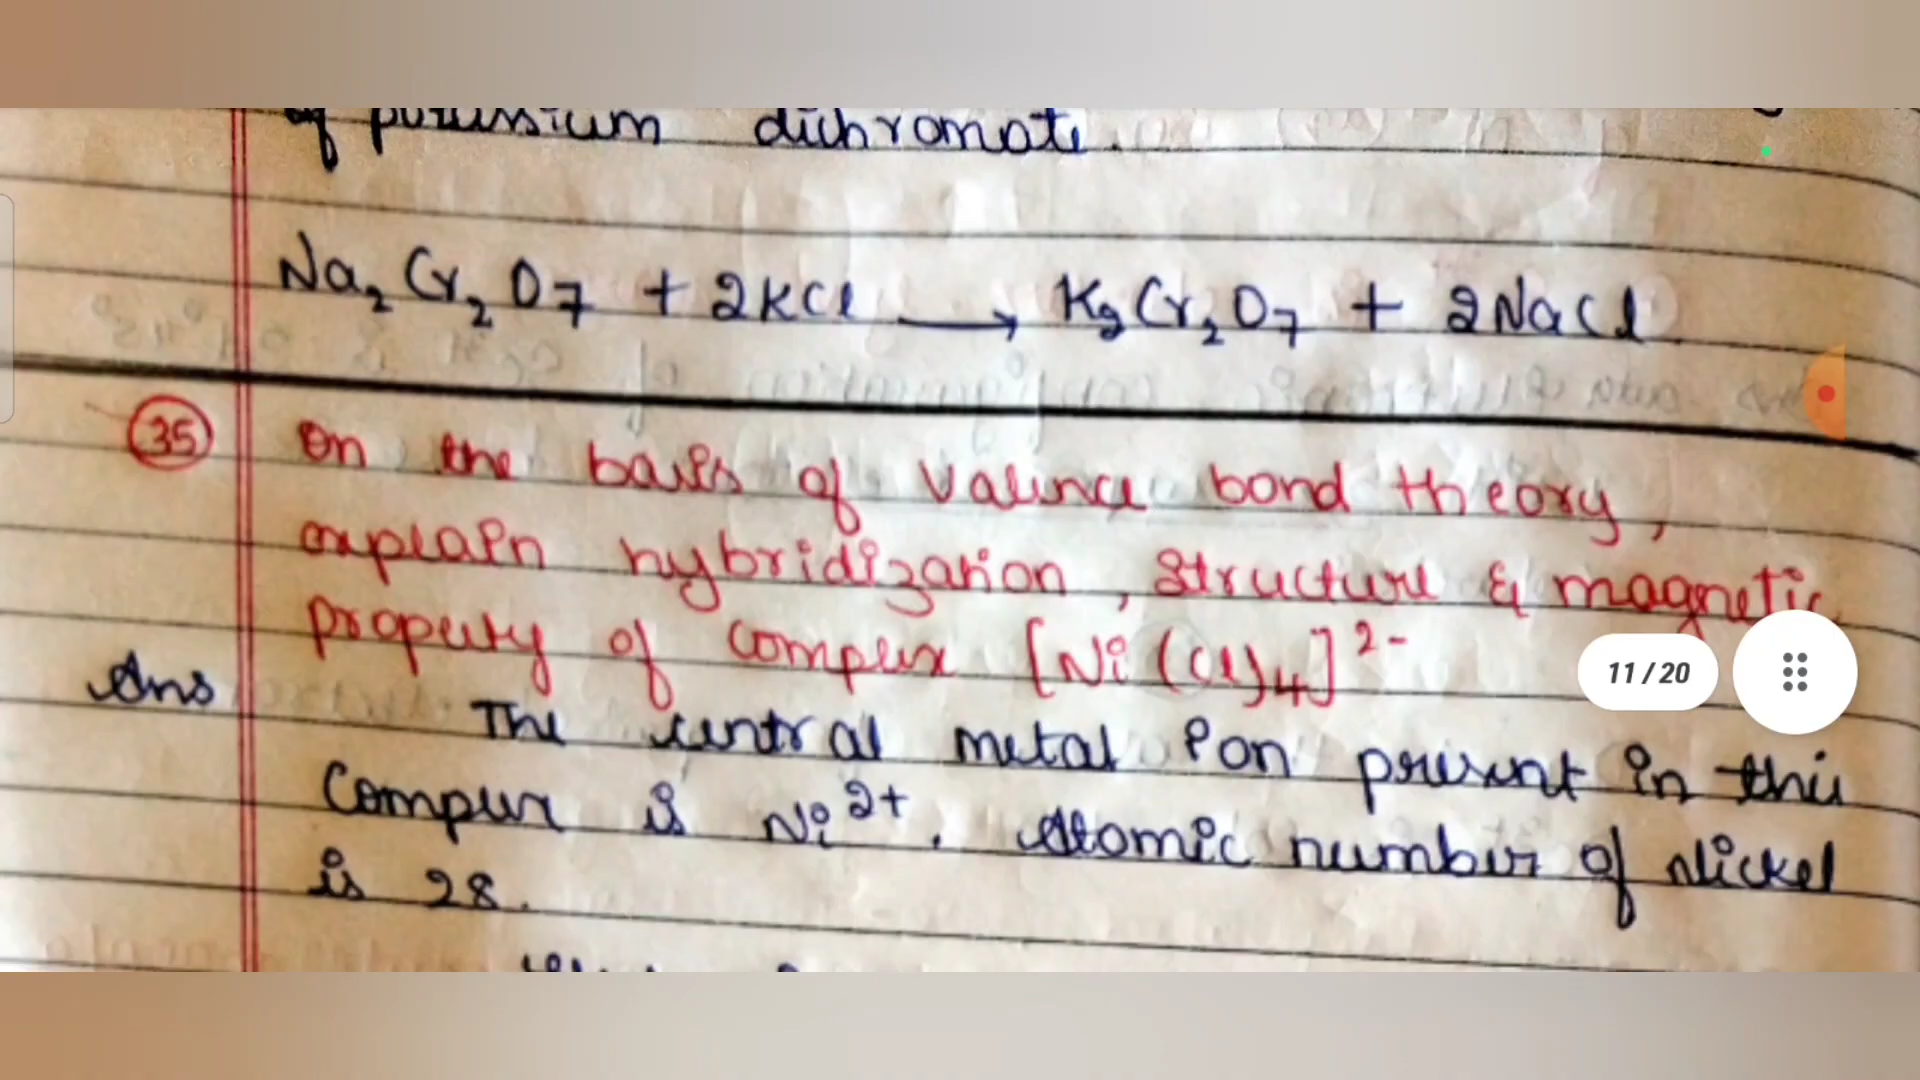 of potassium dichromate.
Na₂Cr₂O7 + 2KCl → K₂Cr₂O7 + 2NaCl
35 On the basis of Valence bond theory,
explain hybridization, structure & magnetic
property of complex [Ni(Cl)4]²⁻
11/20
Ans The central metal ion present in this
Complex is Ni²⁺. Atomic number of Nickel
is 28.